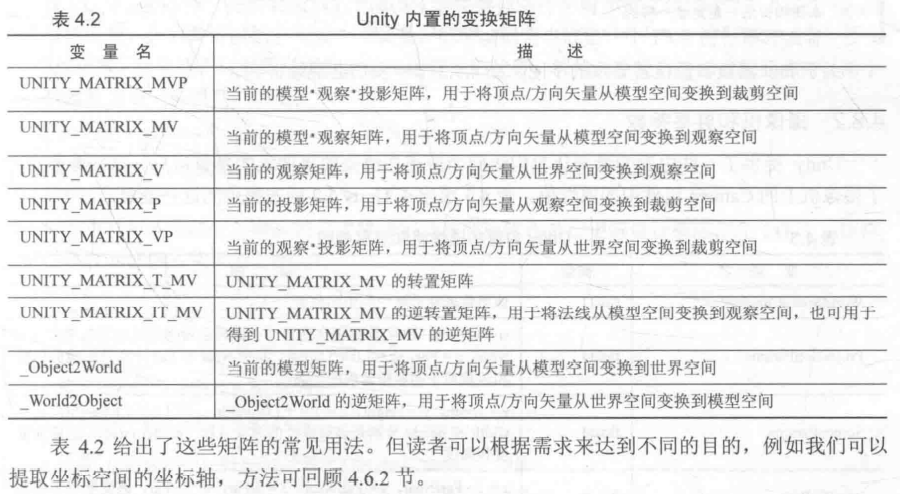 表 4.2 Unity 内置的变换矩阵
变 量 名 描 述
UNITY_MATRIX_MVP 当前的模型*观察*投影矩阵，用于将顶点/方向矢量从模型空间变换到裁剪空间
UNITY_MATRIX_MV 当前的模型*观察矩阵，用于将顶点/方向矢量从模型空间变换到观察空间
UNITY_MATRIX_V 当前的观察矩阵，用于将顶点/方向矢量从世界空间变换到观察空间
UNITY_MATRIX_P 当前的投影矩阵，用于将顶点/方向矢量从观察空间变换到裁剪空间
UNITY_MATRIX_VP 当前的观察*投影矩阵，用于将顶点/方向矢量从世界空间变换到裁剪空间
UNITY_MATRIX_T_MV UNITY_MATRIX_MV 的转置矩阵
UNITY_MATRIX_IT_MV UNITY_MATRIX_MV 的逆转置矩阵，用于将法线从模型空间变换到观察空间，也可用于
得到 UNITY_MATRIX_MV 的逆矩阵
_Object2World 当前的模型矩阵，用于将顶点/方向矢量从模型空间变换到世界空间
_World2Object _Object2World 的逆矩阵，用于将顶点/方向矢量从世界空间变换到模型空间
表 4.2 给出了这些矩阵的常见用法。但读者可以根据需求来达到不同的目的，例如我们可以
提取坐标空间的坐标轴，方法可回顾 4.6.2 节。